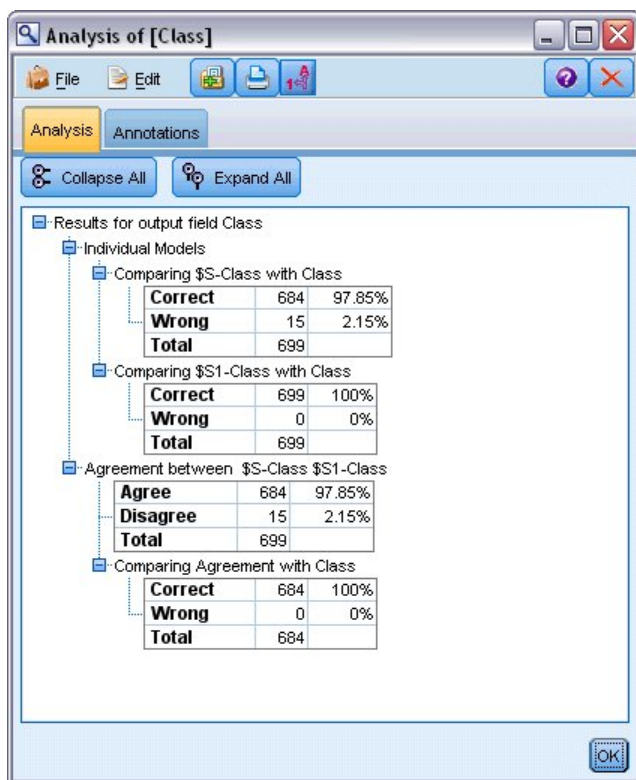 Analysis of [Class]
File Edit
Analysis Annotations
Collapse All Expand All
Results for output field Class
Individual Models
Comparing $S-Class with Class
Correct 684 97.85%
Wrong 15 2.15%
Total 699
Comparing $S1-Class with Class
Correct 699 100%
Wrong 0 0%
Total 699
Agreement between $S-Class $S1-Class
Agree 684 97.85%
Disagree 15 2.15%
Total 699
Comparing Agreement with Class
Correct 684 100%
Wrong 0 0%
Total 684
OK